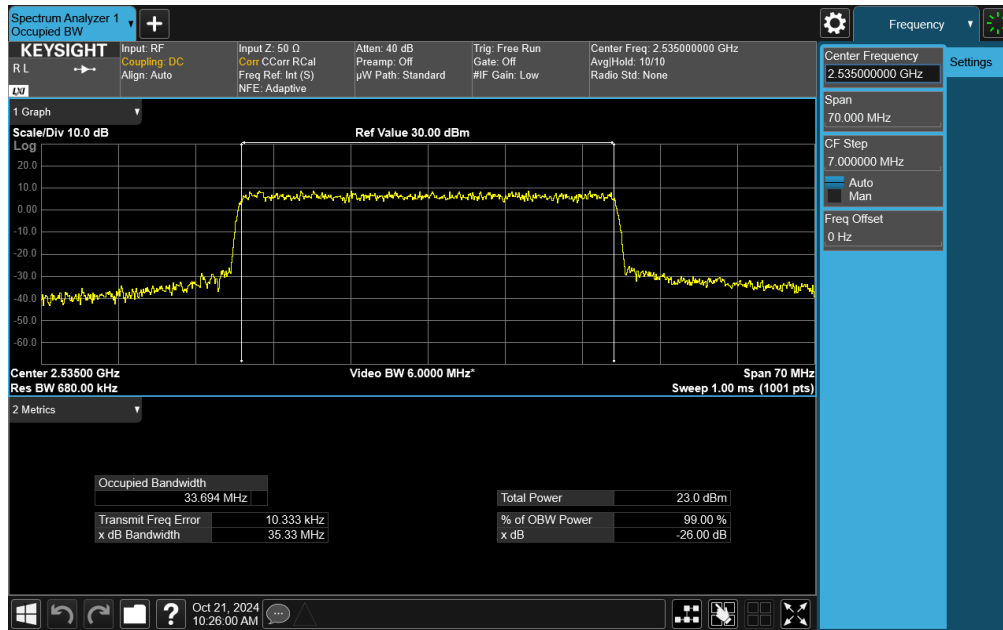 Spectrum Analyzer 1
Occupied BW
Frequency
KEYSIGHT
R L
LXI
Input: RF
Coupling: DC
Align: Auto
Input Z: 50 Ω
Corr CCorr RCal
Freq Ref: Int (S)
NFE: Adaptive
Atten: 40 dB
Preamp: Off
µW Path: Standard
Trig: Free Run
Gate: Off
#IF Gain: Low
Center Freq: 2.535000000 GHz
Avg|Hold: 10/10
Radio Std: None
Center Frequency
2.535000000 GHz
Settings
Span
70.000 MHz
CF Step
7.000000 MHz
Auto
Man
Freq Offset
0 Hz
1 Graph
Scale/Div 10.0 dB
Ref Value 30.00 dBm
Log
20.0
10.0
0.00
-10.0
-20.0
-30.0
-40.0
-50.0
-60.0
Center 2.53500 GHz
Video BW 6.0000 MHz*
Span 70 MHz
Res BW 680.00 kHz
Sweep 1.00 ms (1001 pts)
2 Metrics
Occupied Bandwidth
33.694 MHz
Total Power 23.0 dBm
Transmit Freq Error 10.333 kHz
% of OBW Power 99.00 %
x dB Bandwidth 35.33 MHz
x dB -26.00 dB
?
Oct 21, 2024
10:26:00 AM